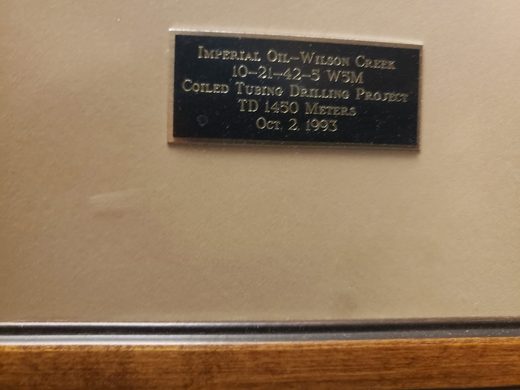 Imperial Oil-Wilson Creek
10-21-42-5 W5M
Coiled Tubing Drilling Project
TD 1450 Meters
Oct. 2, 1993